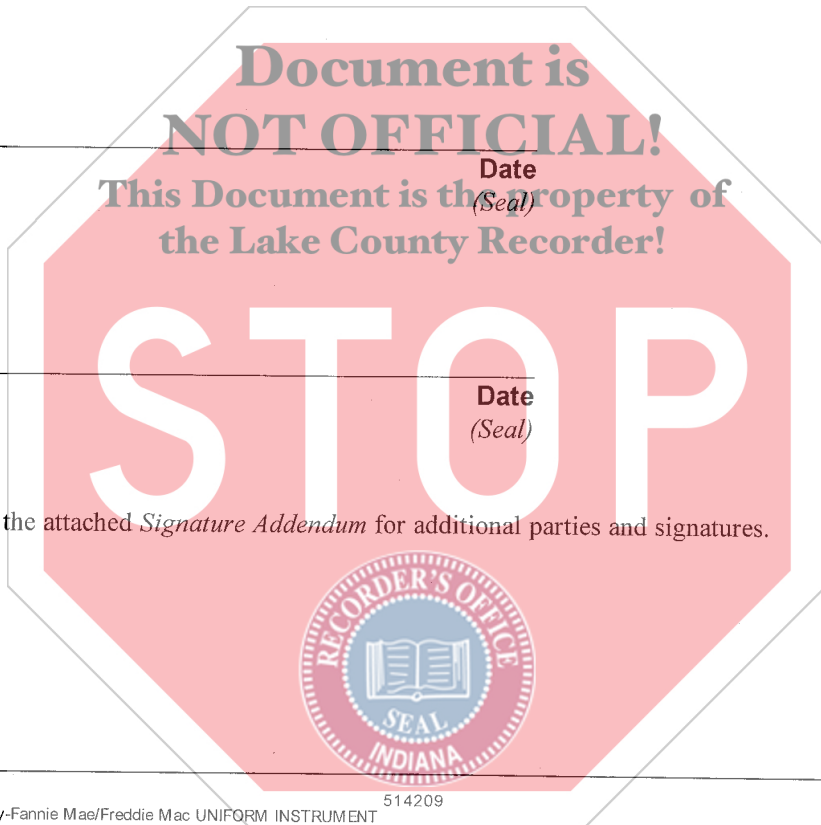 Document is
NOT OFFICIAL!
Date
This Document is the property of
(Seal)
the Lake County Recorder!
STOP
Date
(Seal)
the attached Signature Addendum for additional parties and signatures.
RECORDER'S OFFICE
SEAL
INDIANA
514209
y-Fannie Mae/Freddie Mac UNIFORM INSTRUMENT